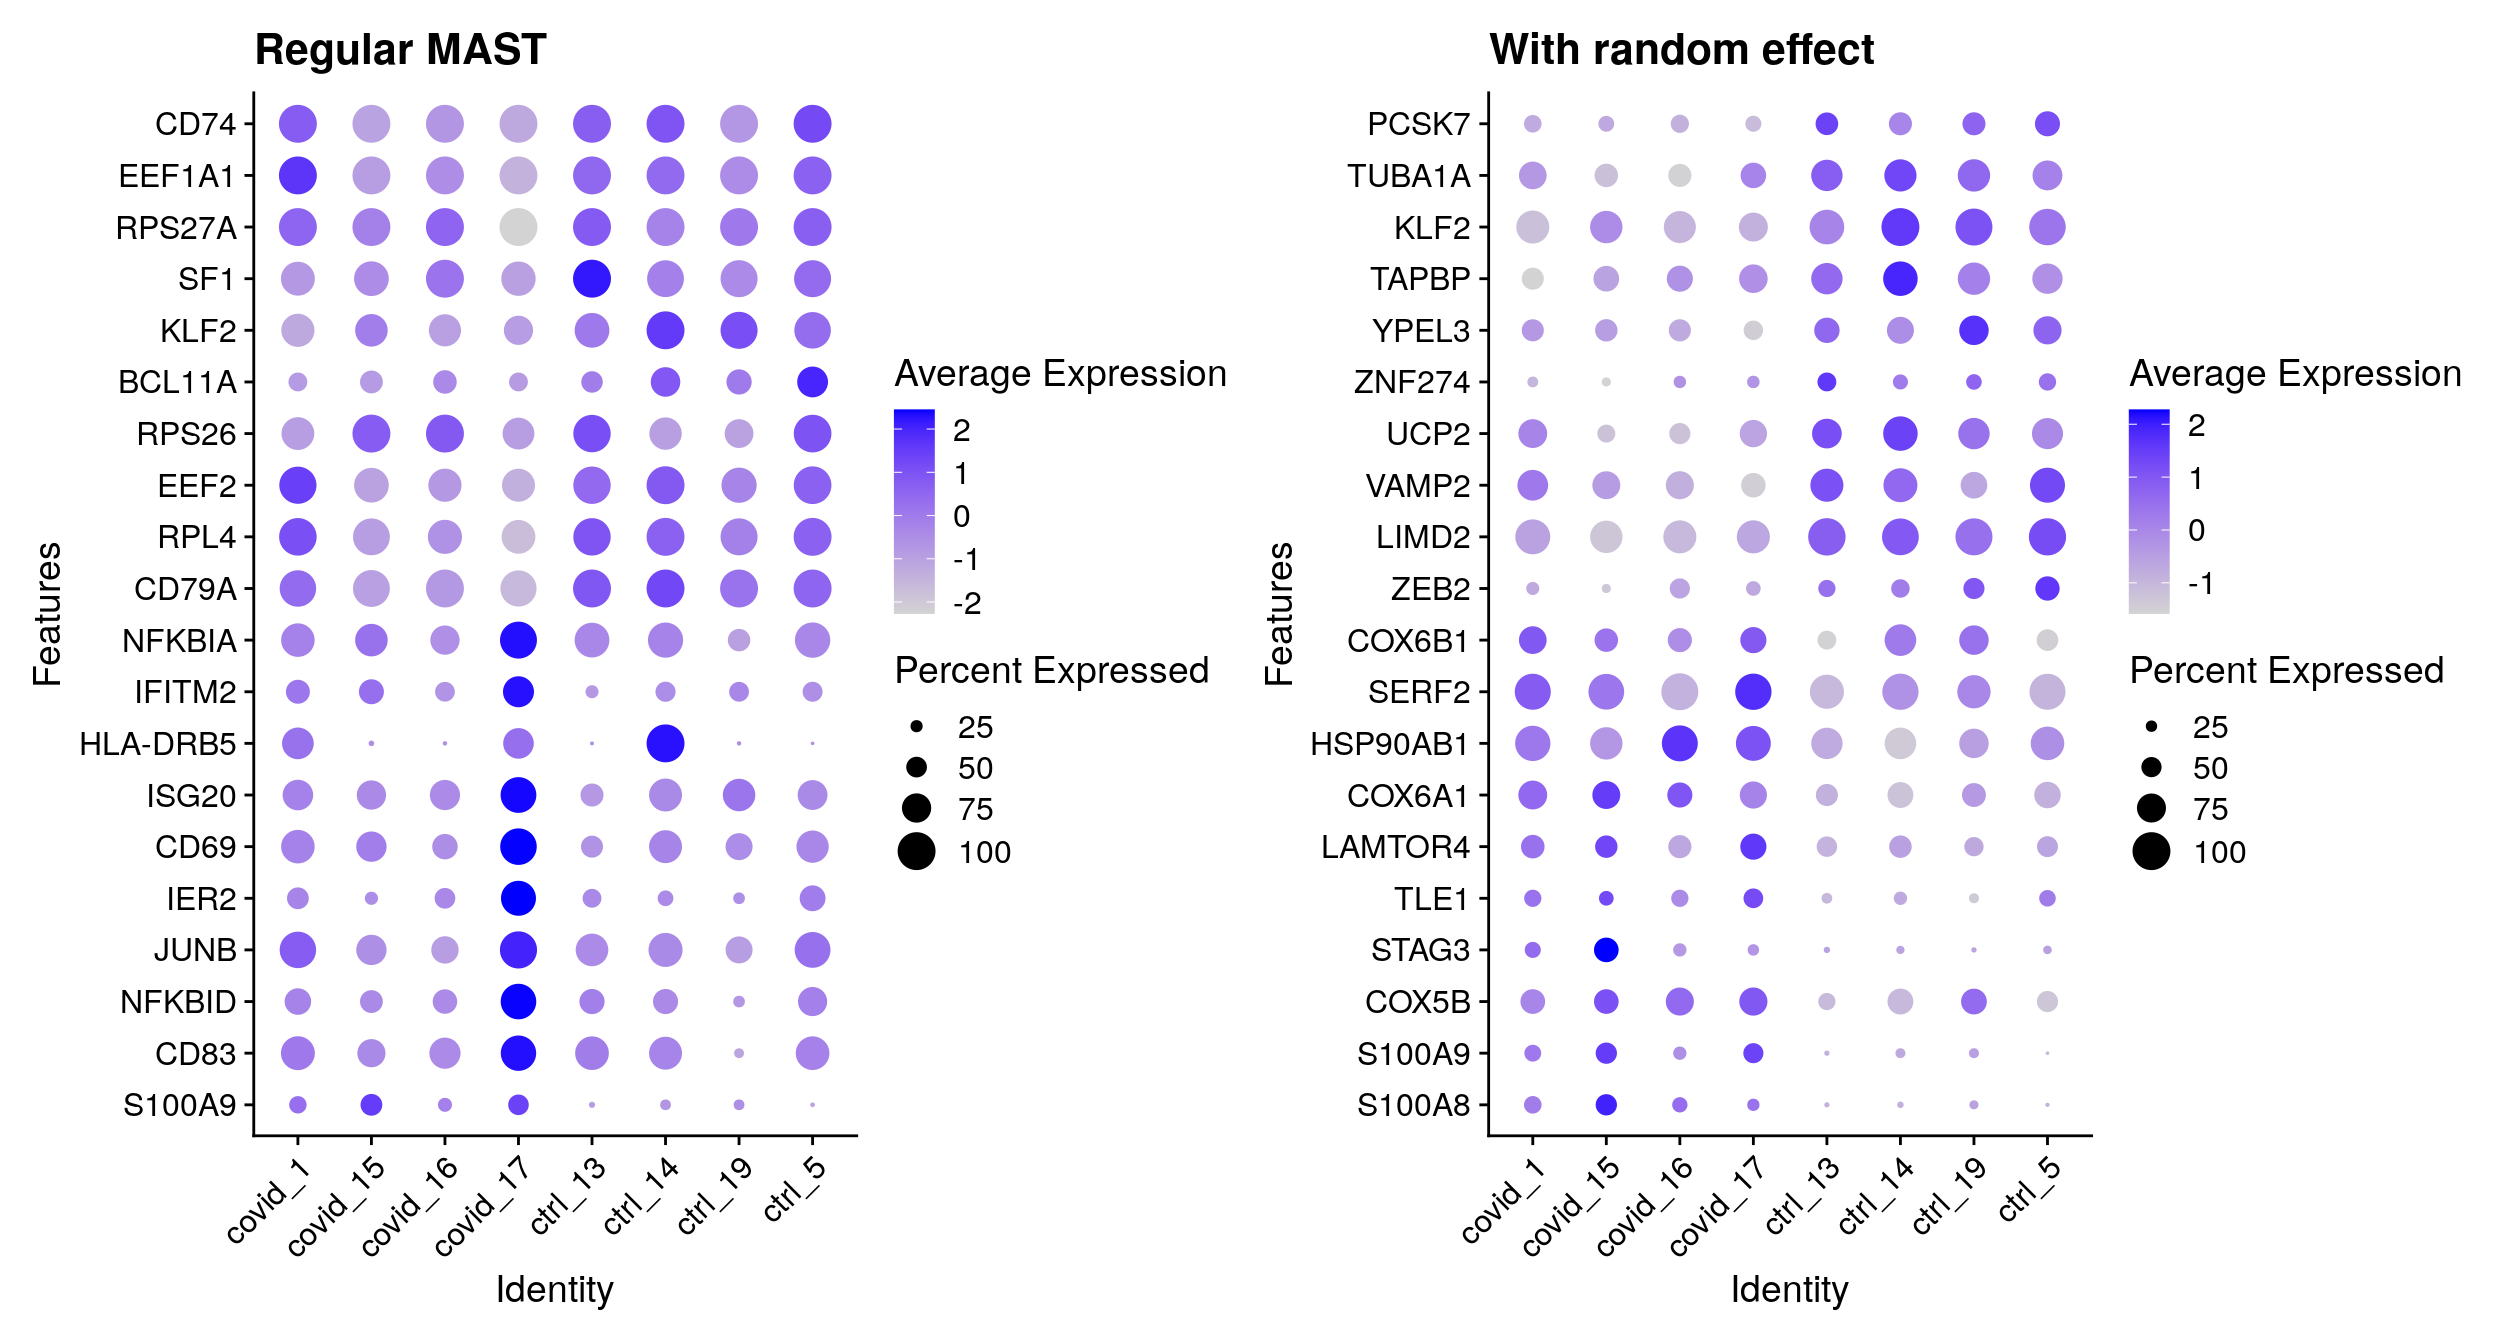 Regular MAST
Features
CD74
EEF1A1
RPS27A
SF1
KLF2
BCL11A
RPS26
EEF2
RPL4
CD79A
NFKBIA
IFITM2
HLA-DRB5
ISG20
CD69
IER2
JUNB
NFKBID
CD83
S100A9
covid_1
covid_15
covid_16
covid_17
ctrl_13
ctrl_14
ctrl_19
ctrl_5
Identity
Average Expression
2
1
0
-1
-2
Percent Expressed
25
50
75
100
With random effect
Features
PCSK7
TUBA1A
KLF2
TAPBP
YPEL3
ZNF274
UCP2
VAMP2
LIMD2
ZEB2
COX6B1
SERF2
HSP90AB1
COX6A1
LAMTOR4
TLE1
STAG3
COX5B
S100A9
S100A8
covid_1
covid_15
covid_16
covid_17
ctrl_13
ctrl_14
ctrl_19
ctrl_5
Identity
Average Expression
2
1
0
-1
Percent Expressed
25
50
75
100